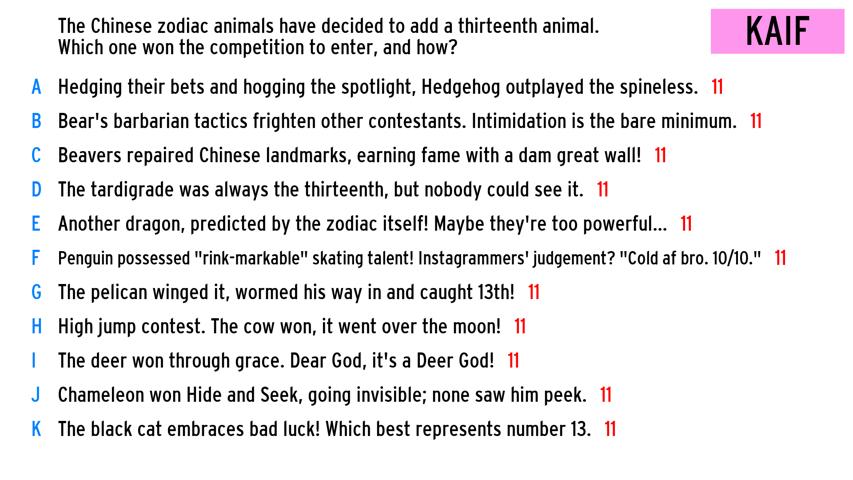 The Chinese zodiac animals have decided to add a thirteenth animal.
Which one won the competition to enter, and how?
KAIF
A Hedging their bets and hogging the spotlight, Hedgehog outplayed the spineless. 11
B Bear's barbarian tactics frighten other contestants. Intimidation is the bare minimum. 11
C Beavers repaired Chinese landmarks, earning fame with a dam great wall! 11
D The tardigrade was always the thirteenth, but nobody could see it. 11
E Another dragon, predicted by the zodiac itself! Maybe they're too powerful... 11
F Penguin possessed "rink-markable" skating talent! Instagrammers' judgement? "Cold af bro. 10/10." 11
G The pelican winged it, wormed his way in and caught 13th! 11
H High jump contest. The cow won, it went over the moon! 11
I The deer won through grace. Dear God, it's a Deer God! 11
J Chameleon won Hide and Seek, going invisible; none saw him peek. 11
K The black cat embraces bad luck! Which best represents number 13. 11